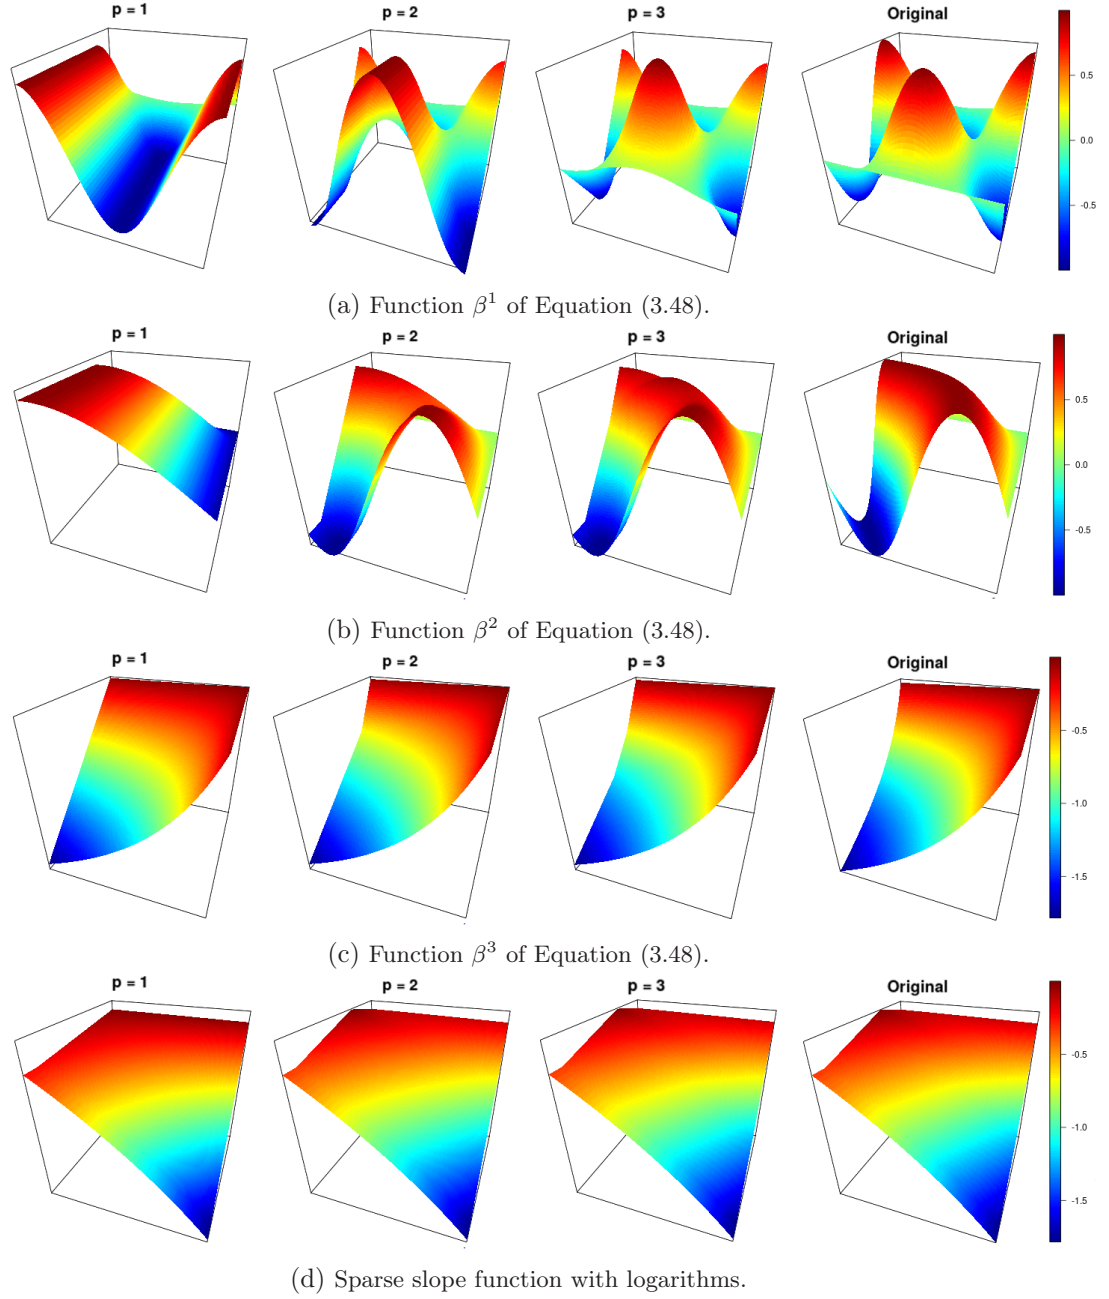 p = 1 p = 2 p = 3 Original
0.5
0.0
-0.5
(a) Function β¹ of Equation (3.48).
p = 1 p = 2 p = 3 Original
0.5
0.0
-0.5
(b) Function β² of Equation (3.48).
p = 1 p = 2 p = 3 Original
-0.5
-1.0
-1.5
(c) Function β³ of Equation (3.48).
p = 1 p = 2 p = 3 Original
-0.5
-1.0
-1.5
(d) Sparse slope function with logarithms.